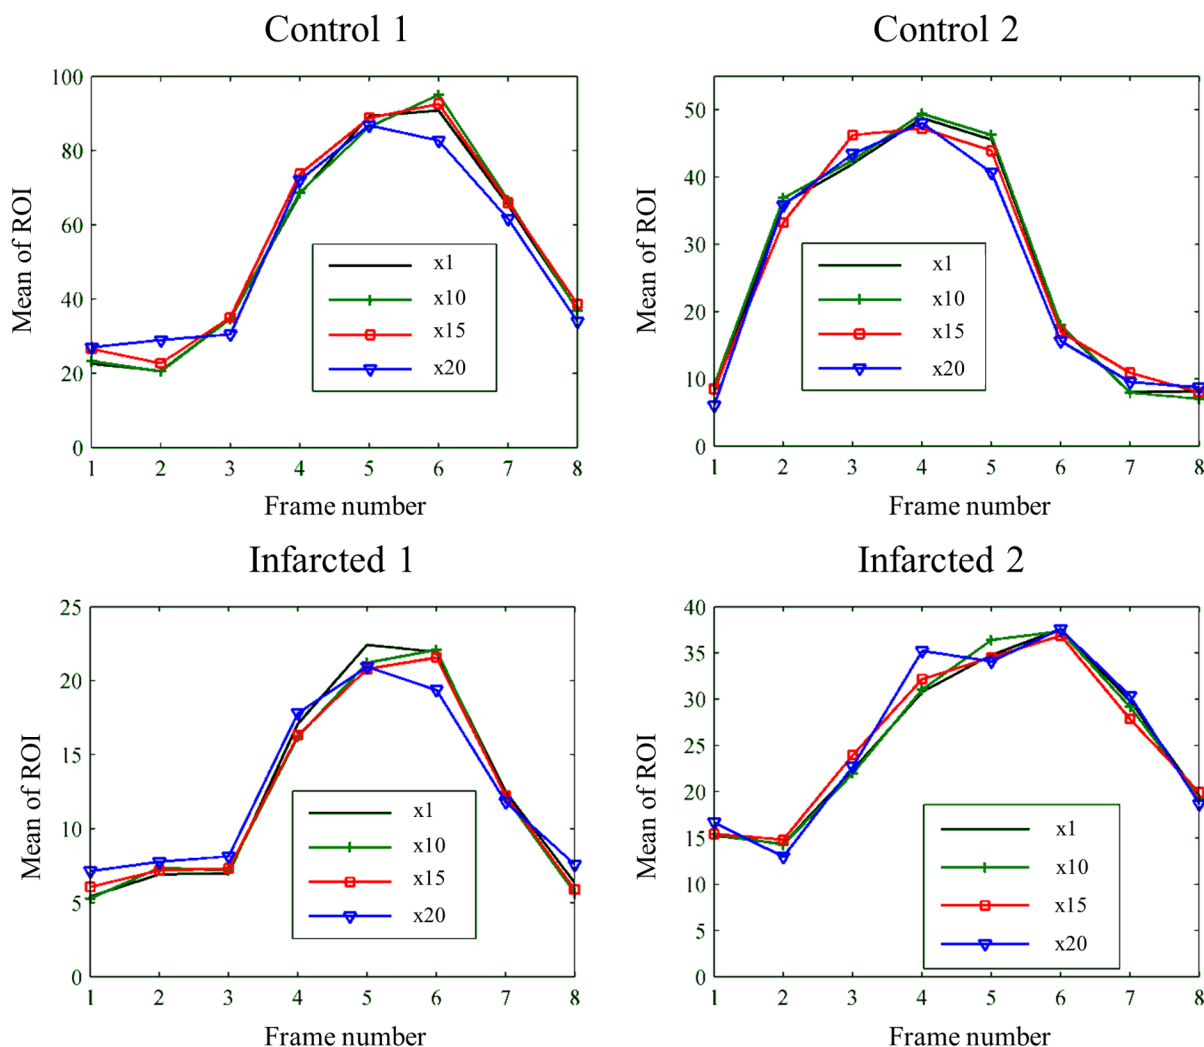 Control 1
Mean of ROI
100
80
60
40
20
0
x1
x10
x15
x20
1 2 3 4 5 6 7 8
Frame number
Control 2
Mean of ROI
50
40
30
20
10
0
x1
x10
x15
x20
1 2 3 4 5 6 7 8
Frame number
Infarcted 1
Mean of ROI
25
20
15
10
5
0
x1
x10
x15
x20
1 2 3 4 5 6 7 8
Frame number
Infarcted 2
Mean of ROI
40
35
30
25
20
15
10
5
0
x1
x10
x15
x20
1 2 3 4 5 6 7 8
Frame number